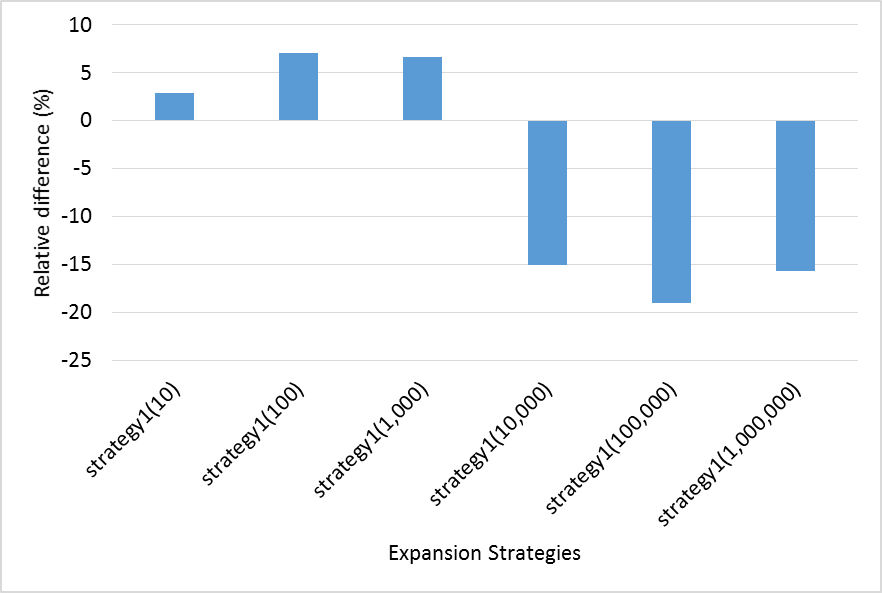 10
5
0
-5
-10
-15
-20
-25
Relative difference (%)
strategy1(10)
strategy1(100)
strategy1(1,000)
strategy1(10,000)
strategy1(100,000)
strategy1(1,000,000)
Expansion Strategies